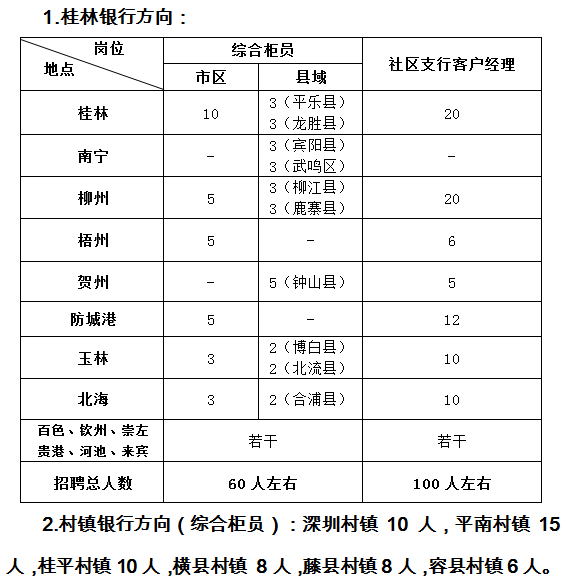 1.桂林银行方向：
岗位 综合柜员 社区支行客户经理
地点 市区 县域
桂林 10 3（平乐县） 20
3（龙胜县）
南宁 - 3（宾阳县） -
3（武鸣区）
柳州 5 3（柳江县） 20
3（鹿寨县）
梧州 5 - 6
贺州 - 5（钟山县） 5
防城港 5 - 12
玉林 3 2（博白县） 10
2（北流县）
北海 3 2（合浦县） 10
百色、钦州、崇左 若干 若干
贵港、河池、来宾
招聘总人数 60人左右 100人左右
2.村镇银行方向（综合柜员）：深圳村镇 10 人，平南村镇 15
人，桂平村镇10人，横县村镇 8人，藤县村镇8人，容县村镇6人。